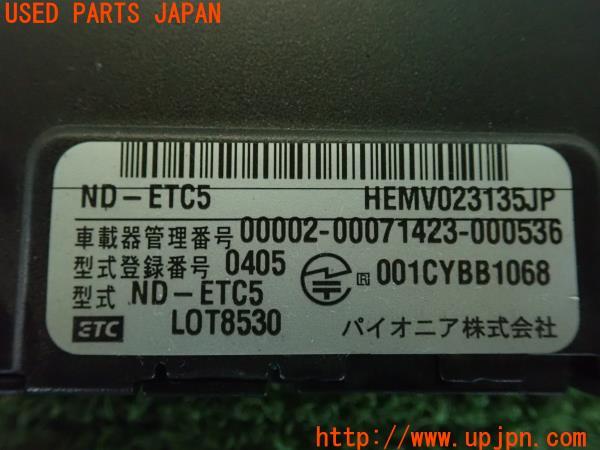 USED PARTS JAPAN
ND-ETC5 HEMV023135JP
車載器管理番号 00002-00071423-000536
型式登録番号 0405 R 001CYBB1068
型式 ND-ETC5
ETC LOT8530 パイオニア株式会社
http://www.upjpn.com/